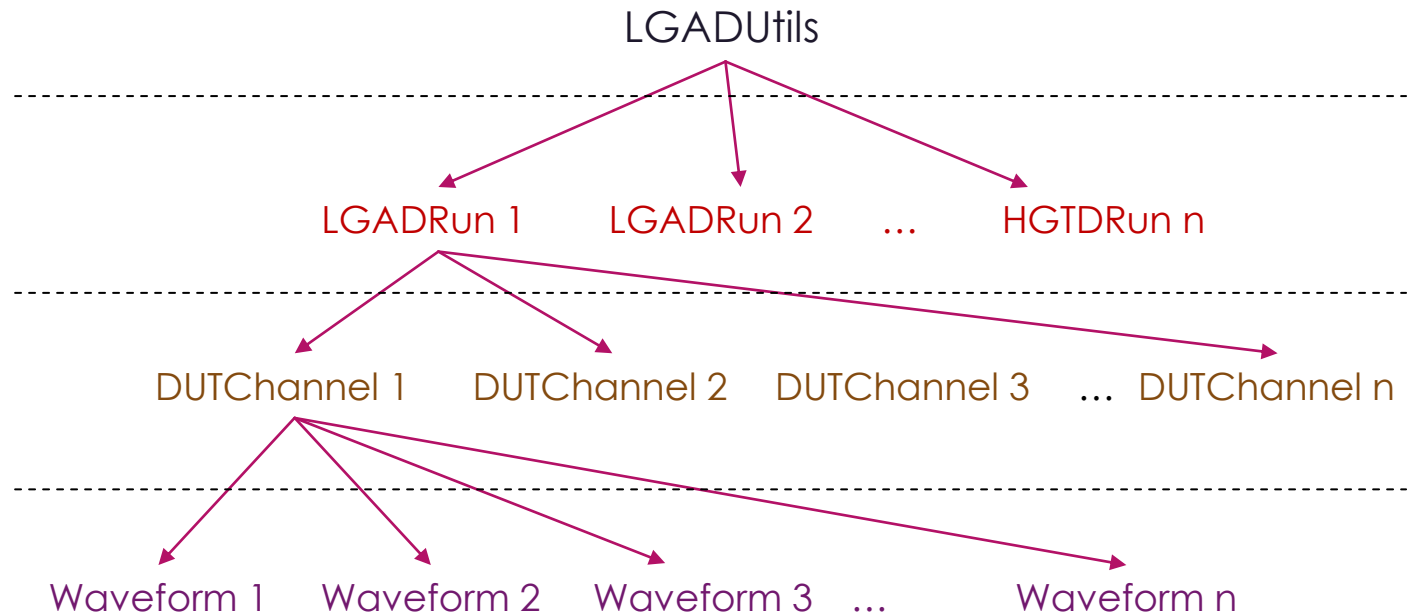 LGADUtils
LGADRun 1 LGADRun 2 ... HGTDRun n
DUTChannel 1 DUTChannel 2 DUTChannel 3 ... DUTChannel n
Waveform 1 Waveform 2 Waveform 3 ... Waveform n